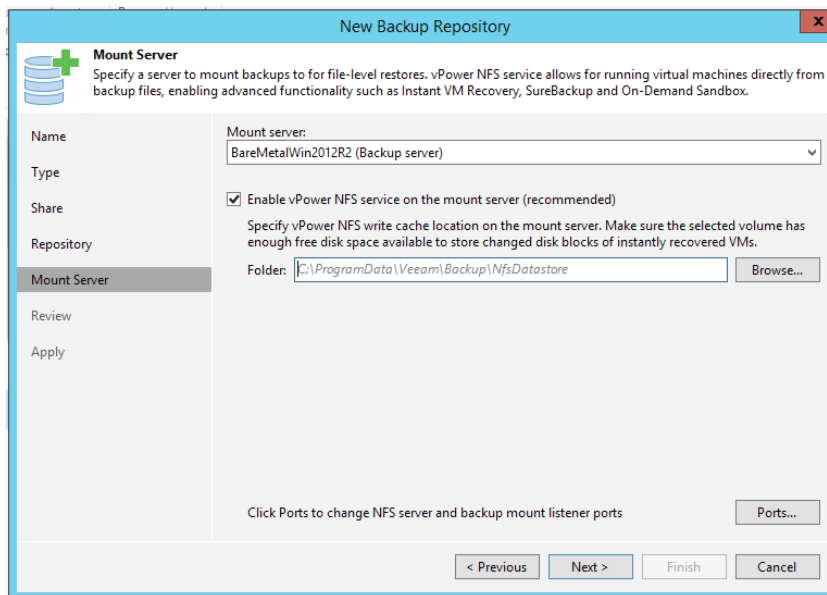 New Backup Repository
x
Mount Server
Specify a server to mount backups to for file-level restores. vPower NFS service allows for running virtual machines directly from
backup files, enabling advanced functionality such as Instant VM Recovery, SureBackup and On-Demand Sandbox.
Name
Type
Share
Repository
Mount Server
Review
Apply
Mount server:
BareMetalWin2012R2 (Backup server)
Enable vPower NFS service on the mount server (recommended)
Specify vPower NFS write cache location on the mount server. Make sure the selected volume has
enough free disk space available to store changed disk blocks of instantly recovered VMs.
Folder: C:\ProgramData\Veeam\Backup\NfsDatastore Browse...
Click Ports to change NFS server and backup mount listener ports Ports...
< Previous Next > Finish Cancel